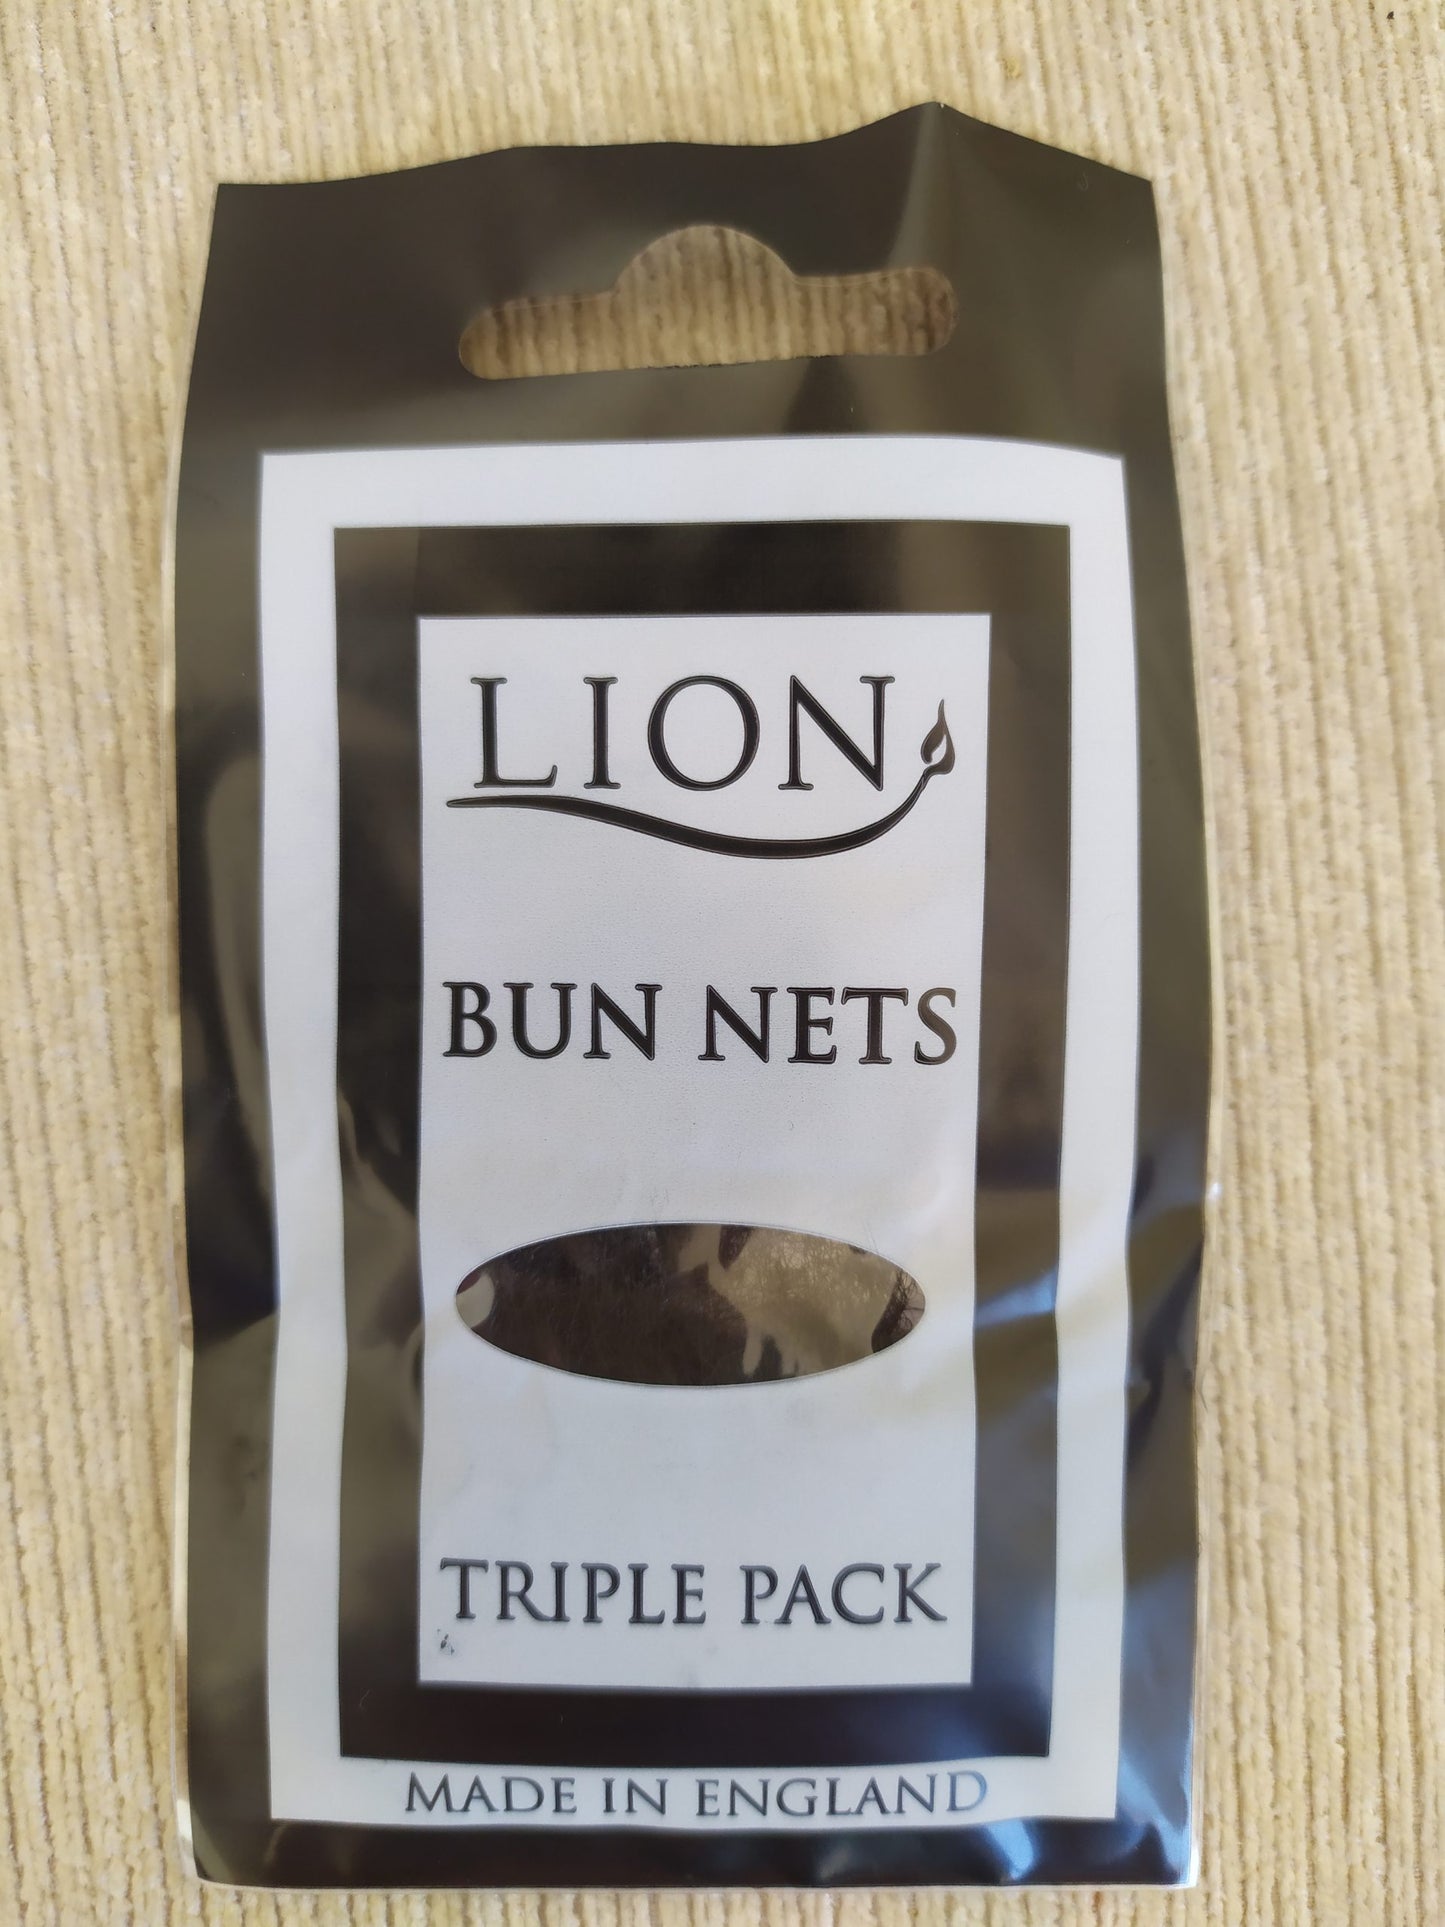 LION
BUN NETS
TRIPLE PACK
MADE IN ENGLAND